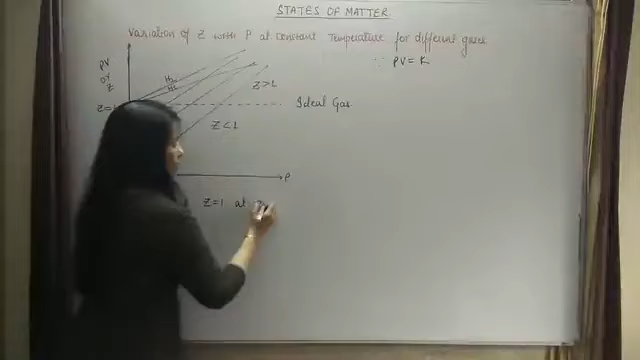 STATES OF MATTER
Variation of Z with P at Constant Temperature for different gases
∵ PV = K
PV
or
Z
H₂
He
Z>1
Z=1
Ideal Gas
Z<1
P
Z=1 at